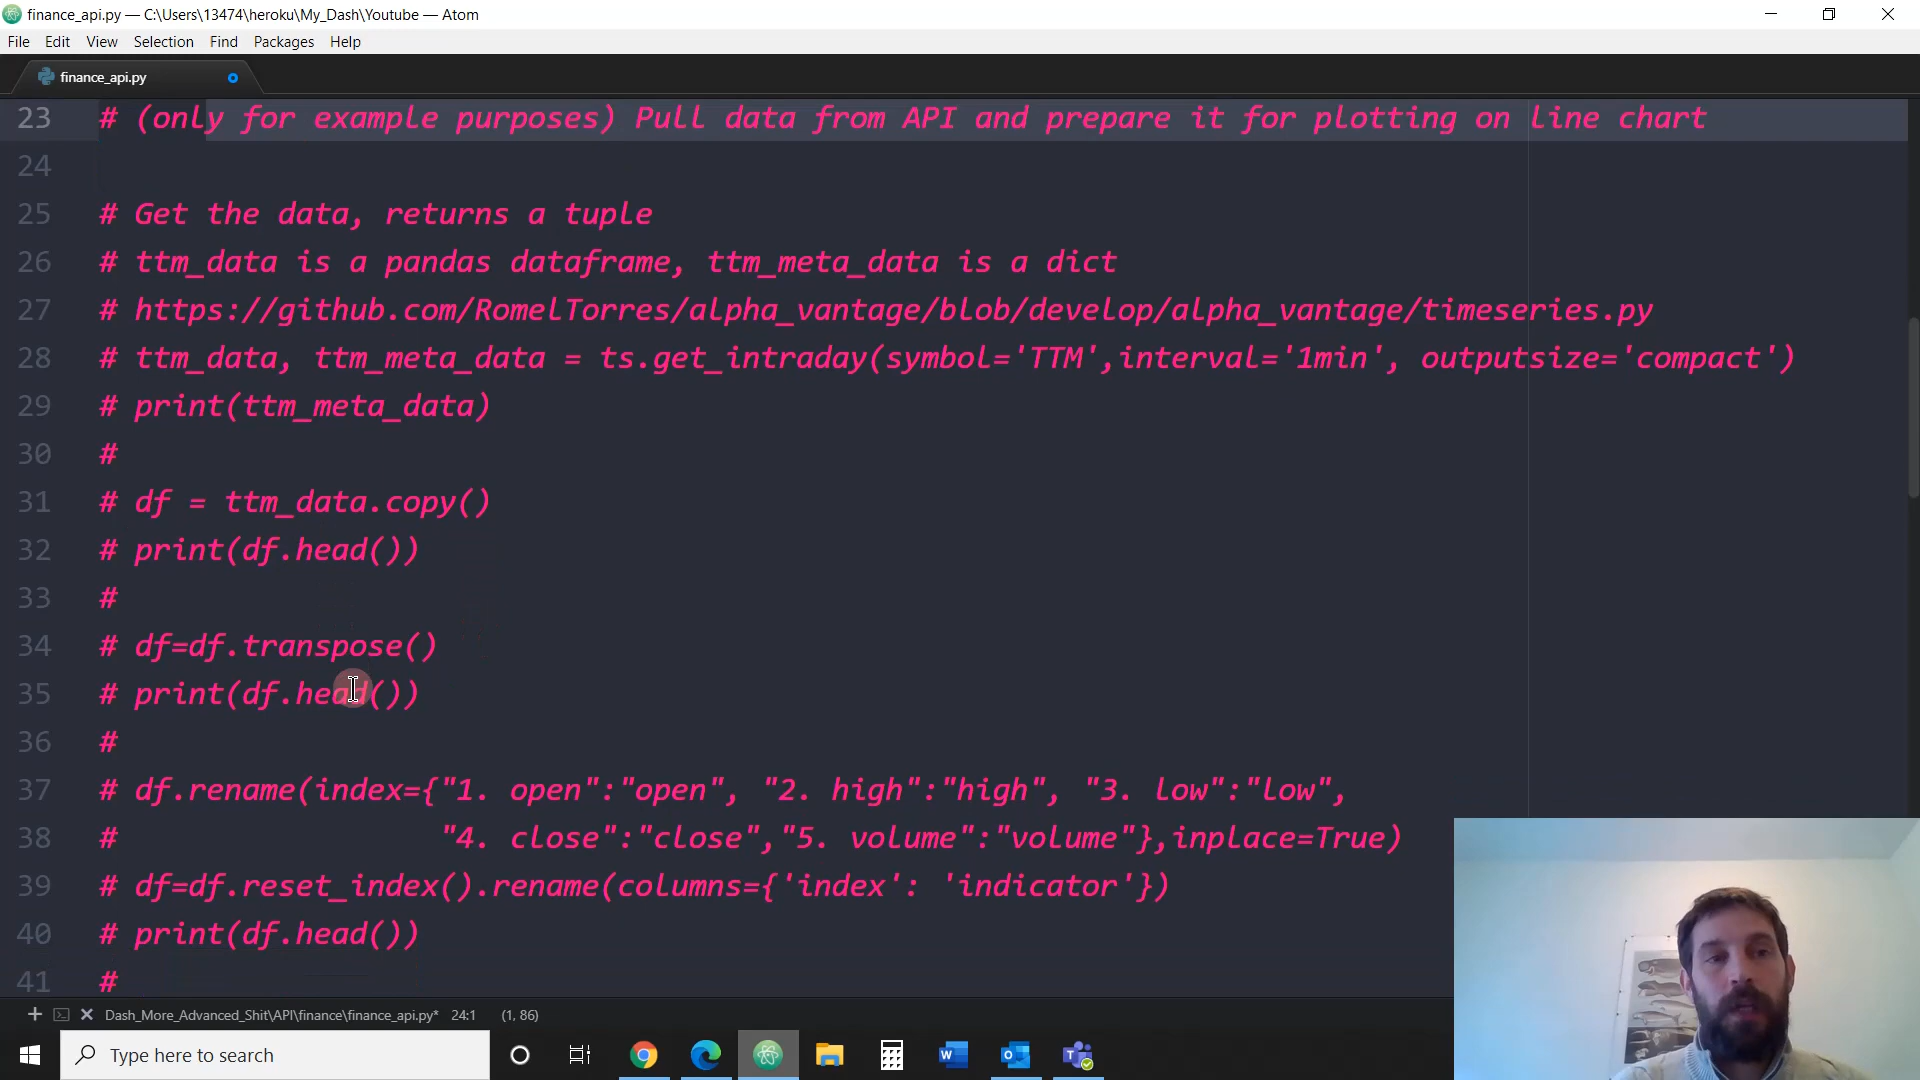 finance_api.py — C:\Users\13474\heroku\My_Dash\Youtube — Atom
File Edit View Selection Find Packages Help
finance_api.py
23 # (only for example purposes) Pull data from API and prepare it for plotting on line chart
24
25 # Get the data, returns a tuple
26 # ttm_data is a pandas dataframe, ttm_meta_data is a dict
27 # https://github.com/RomelTorres/alpha_vantage/blob/develop/alpha_vantage/timeseries.py
28 # ttm_data, ttm_meta_data = ts.get_intraday(symbol='TTM',interval='1min', outputsize='compact')
29 # print(ttm_meta_data)
30 #
31 # df = ttm_data.copy()
32 # print(df.head())
33 #
34 # df=df.transpose()
35 # print(df.head())
36 #
37 # df.rename(index={"1. open":"open", "2. high":"high", "3. low":"low",
38 #                   "4. close":"close","5. volume":"volume"},inplace=True)
39 # df=df.reset_index().rename(columns={'index': 'indicator'})
40 # print(df.head())
41 #
Dash_More_Advanced_Shit\API\finance\finance_api.py* 24:1 (1, 86)
Type here to search